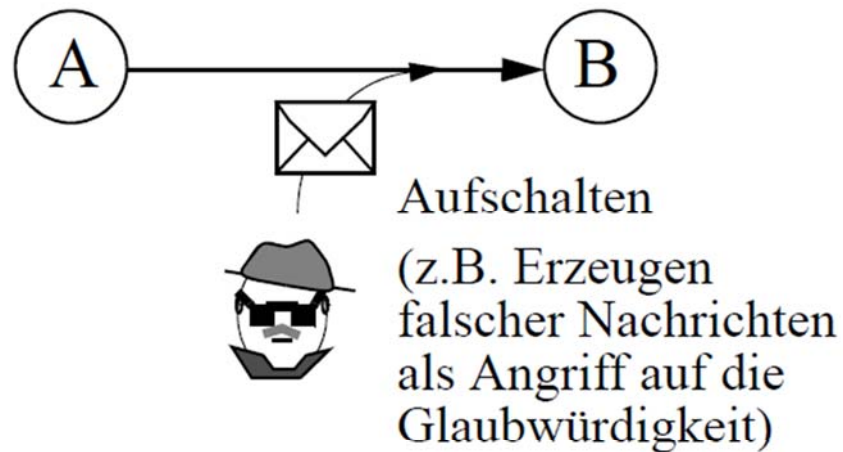 A B
Aufschalten
(z.B. Erzeugen
falscher Nachrichten
als Angriff auf die
Glaubwürdigkeit)